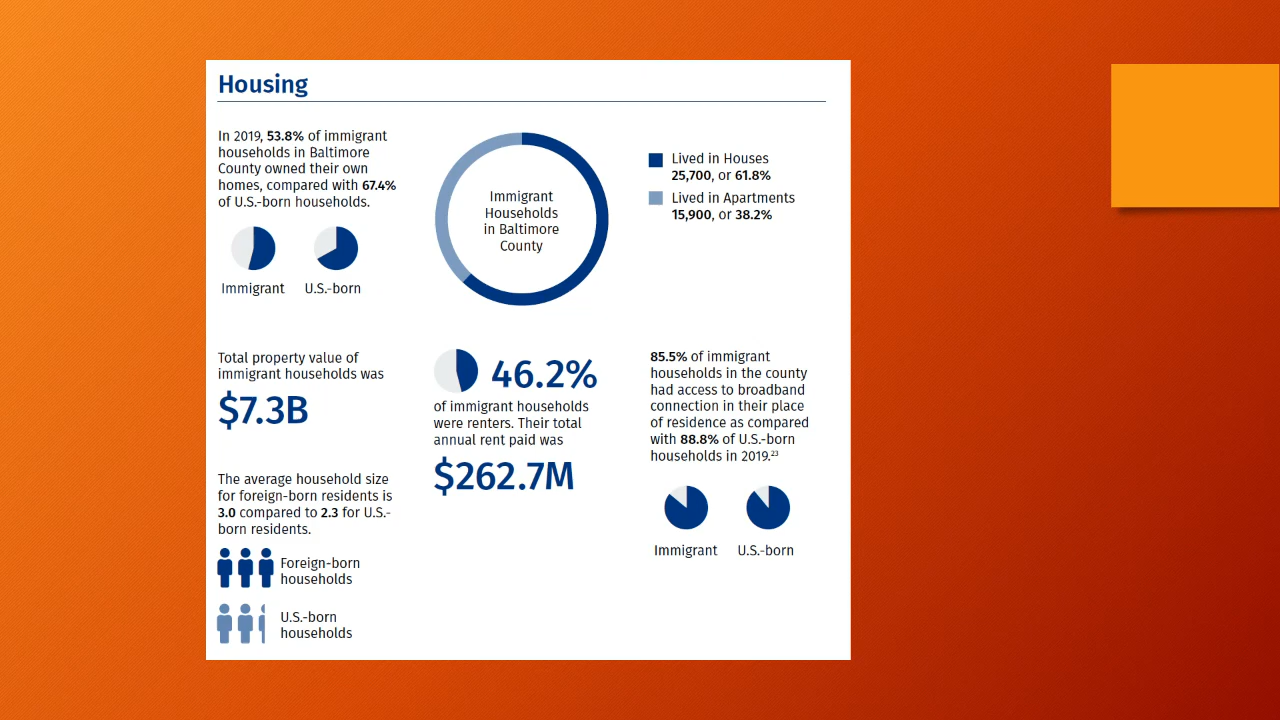 Housing
In 2019, 53.8% of immigrant
households in Baltimore
County owned their own
homes, compared with 67.4%
of U.S.-born households.
Immigrant
U.S.-born
Immigrant
Households
in Baltimore
County
Lived in Houses
25,700, or 61.8%
Lived in Apartments
15,900, or 38.2%
Total property value of
immigrant households was
$7.3B
The average household size
for foreign-born residents is
3.0 compared to 2.3 for U.S.-
born residents.
Foreign-born
households
U.S.-born
households
46.2%
of immigrant households
were renters. Their total
annual rent paid was
$262.7M
85.5% of immigrant
households in the county
had access to broadband
connection in their place
of residence as compared
with 88.8% of U.S.-born
households in 2019.²³
Immigrant
U.S.-born